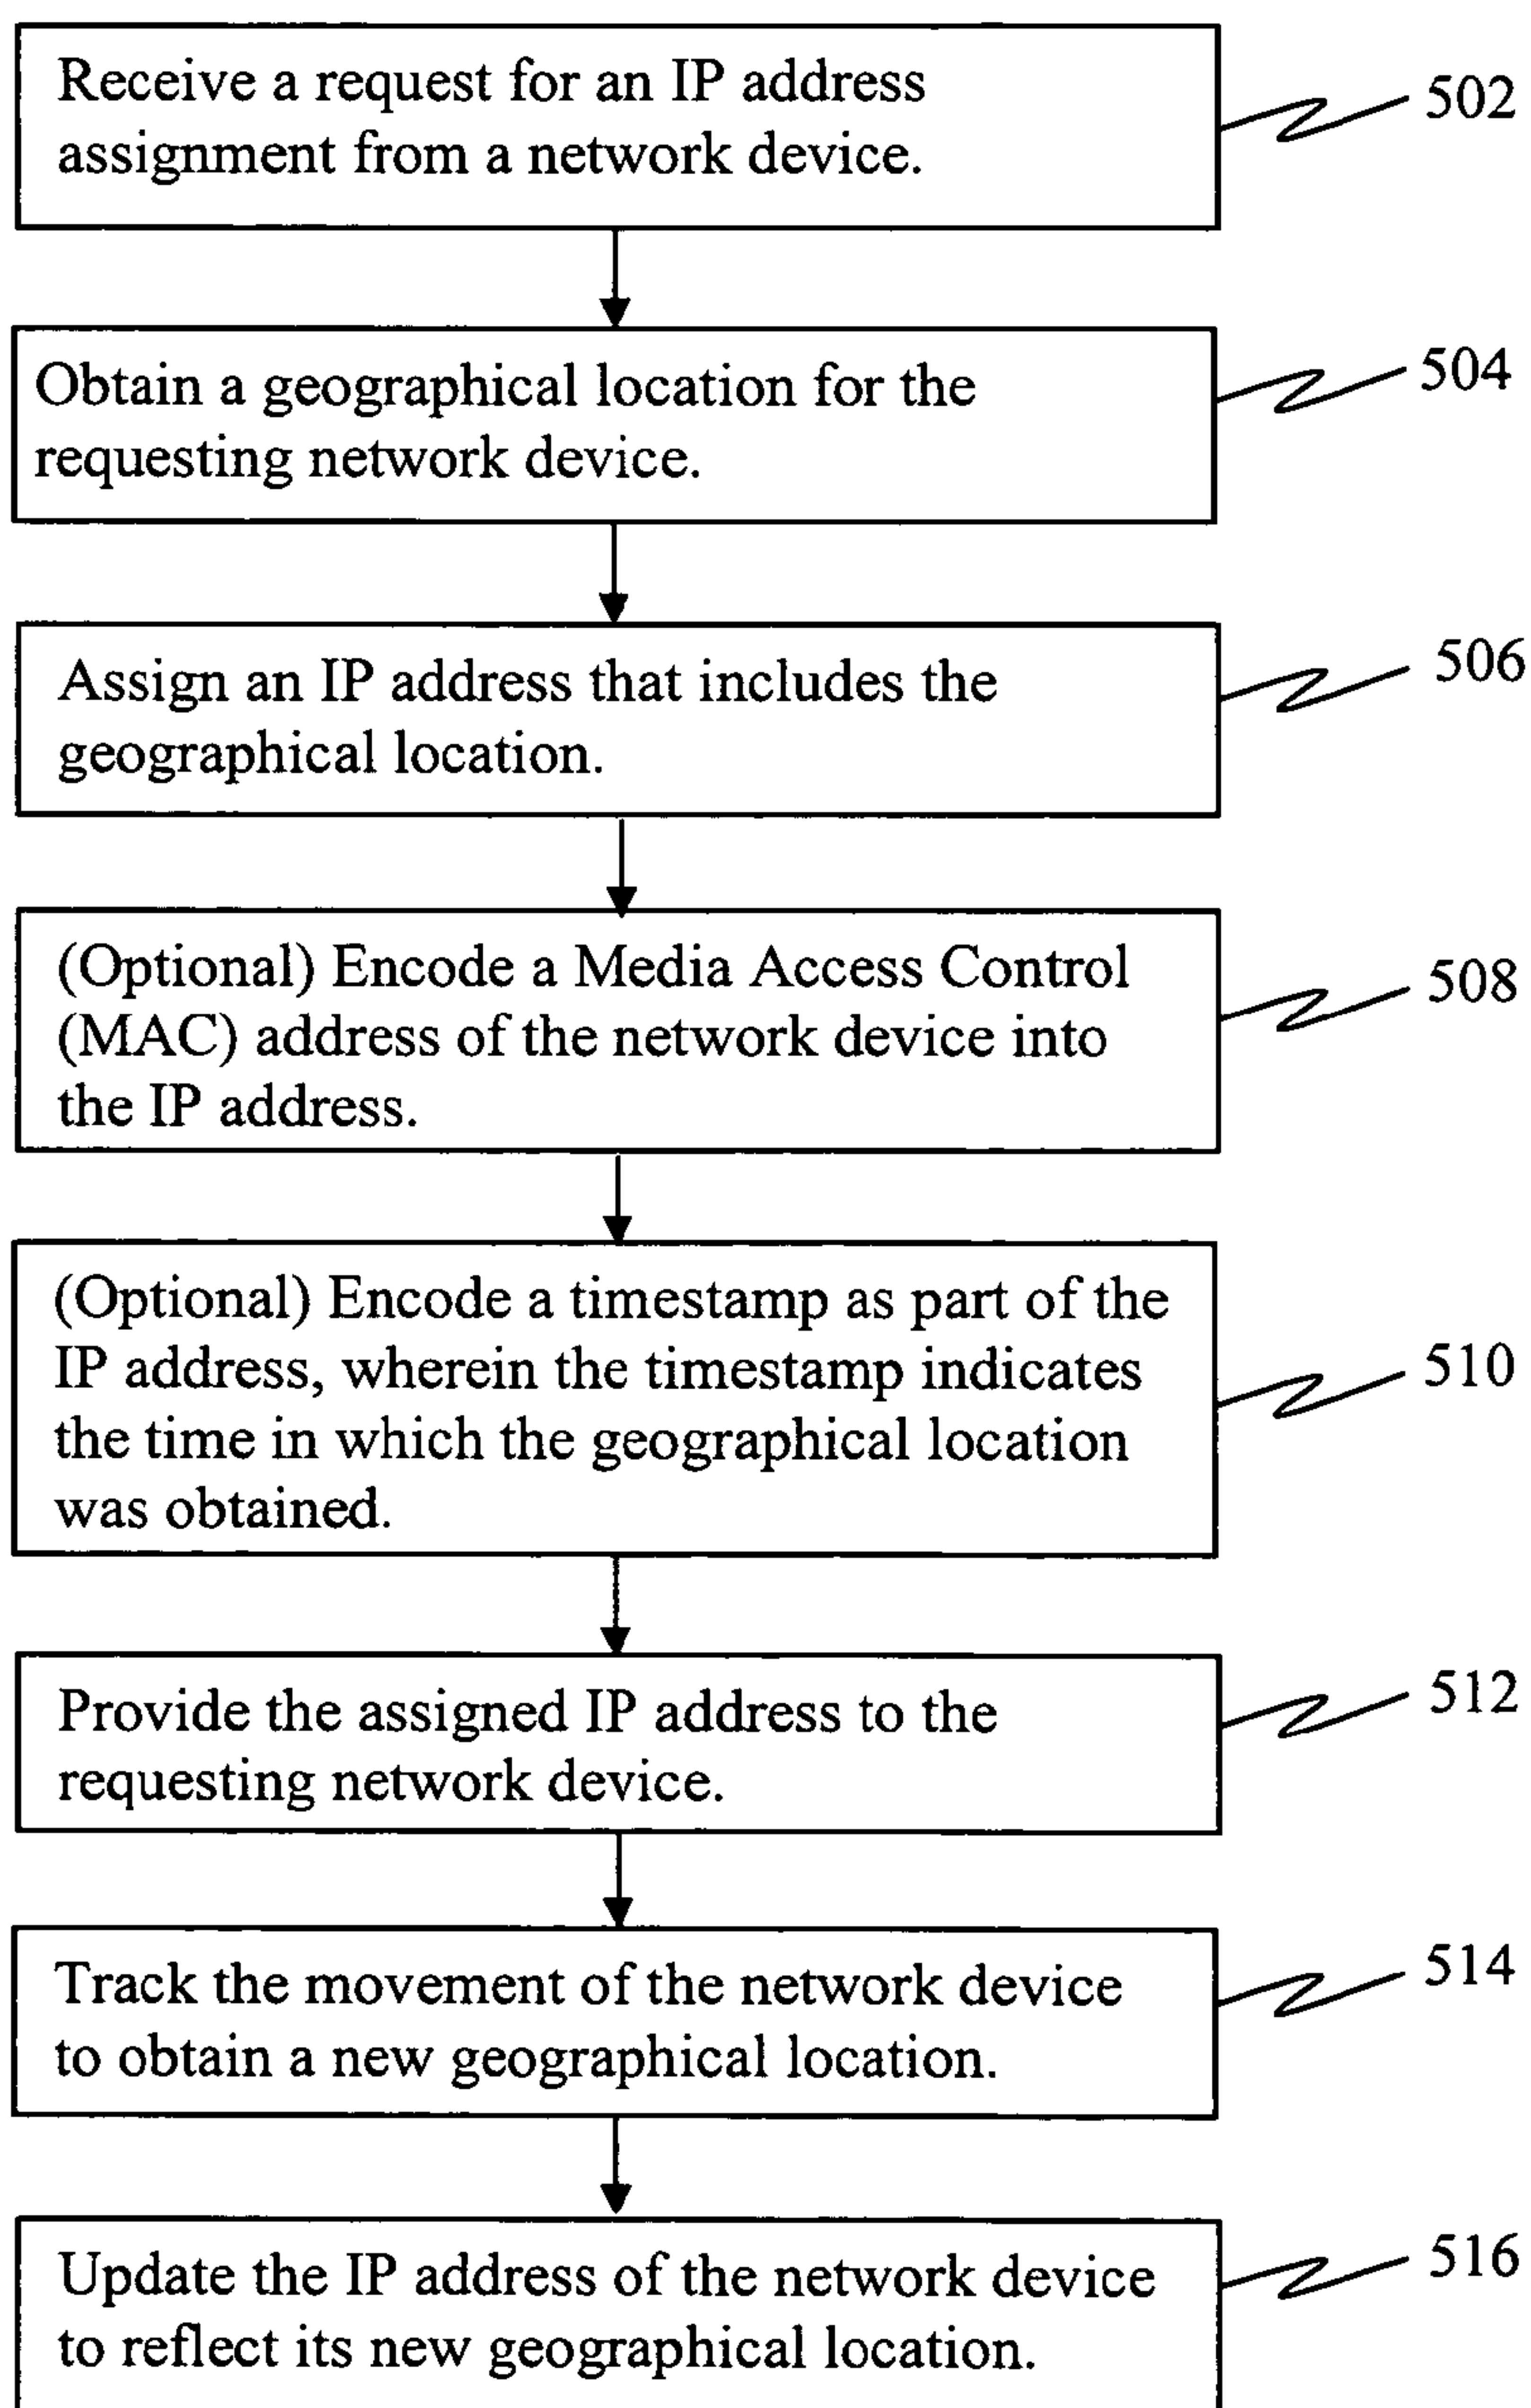 Receive a request for an IP address
assignment from a network device.
502
Obtain a geographical location for the
requesting network device.
504
Assign an IP address that includes the
geographical location.
506
(Optional) Encode a Media Access Control
(MAC) address of the network device into
the IP address.
508
(Optional) Encode a timestamp as part of the
IP address, wherein the timestamp indicates
the time in which the geographical location
was obtained.
510
Provide the assigned IP address to the
requesting network device.
512
Track the movement of the network device
to obtain a new geographical location.
514
Update the IP address of the network device
to reflect its new geographical location.
516